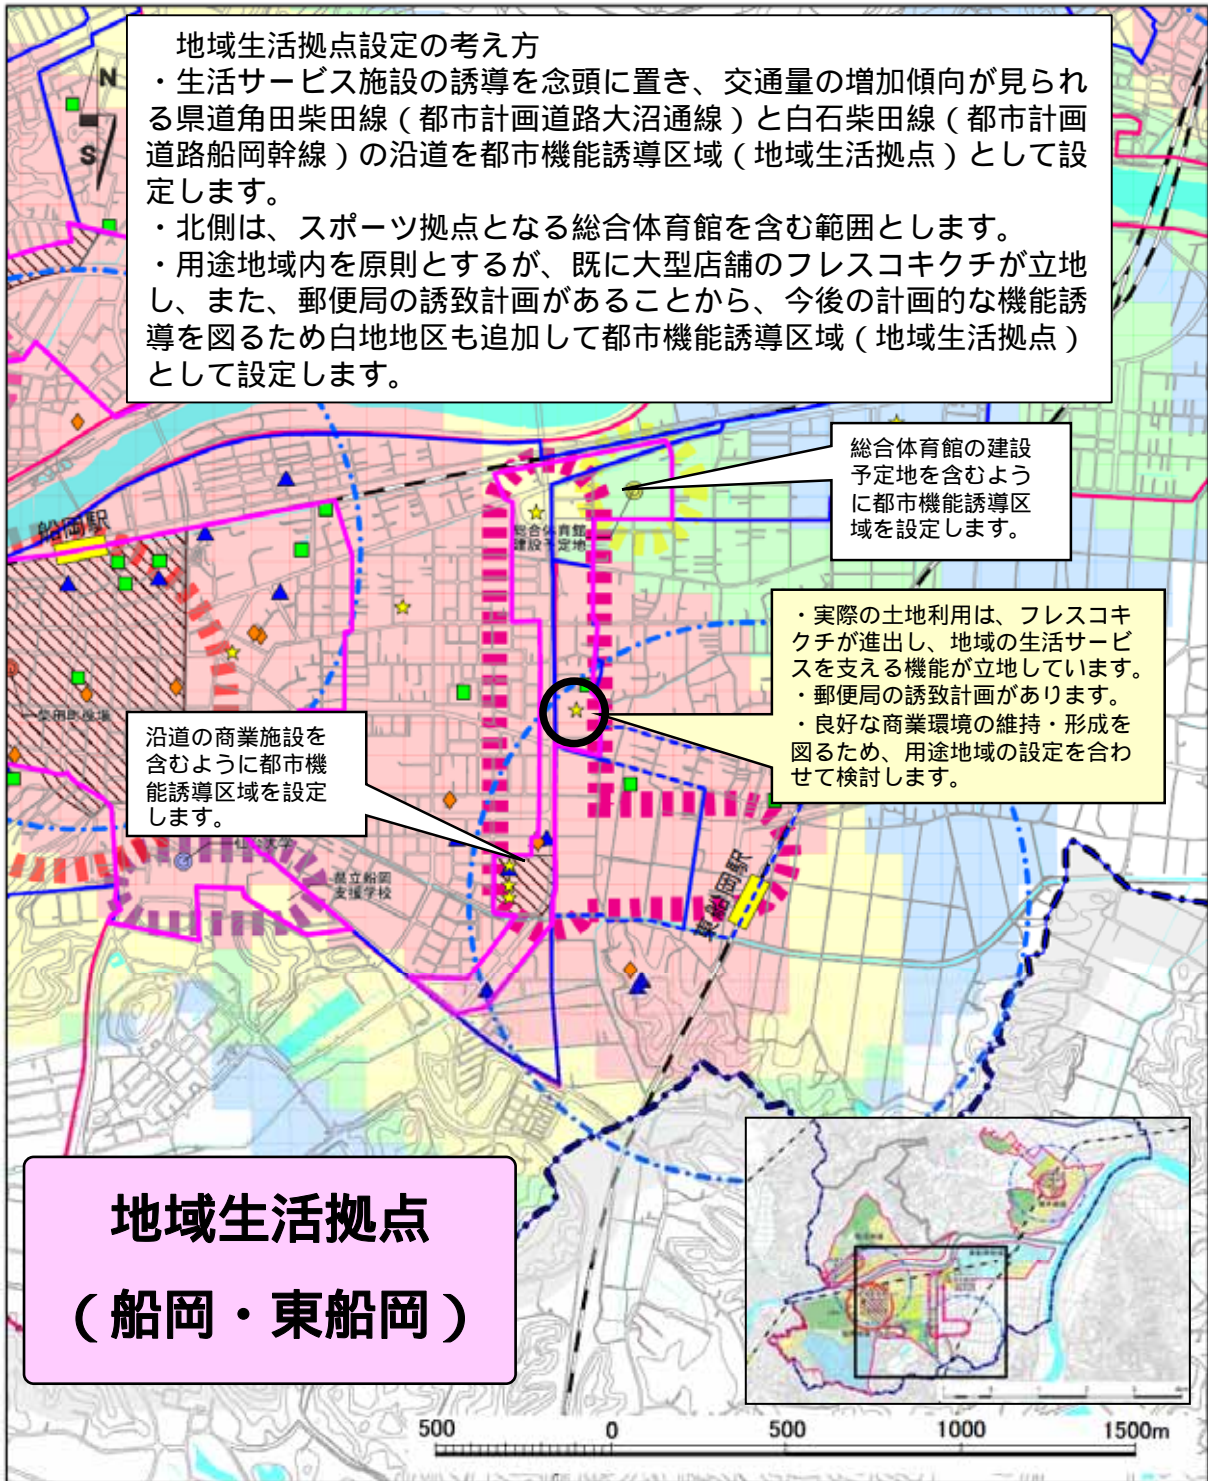 地域生活拠点設定の考え方
・生活サービス施設の誘導を念頭に置き、交通量の増加傾向が見られ
る県道角田柴田線（都市計画道路大沼通線）と白石柴田線（都市計画
道路船岡幹線）の沿道を都市機能誘導区域（地域生活拠点）として設
定します。
・北側は、スポーツ拠点となる総合体育館を含む範囲とします。
・用途地域内を原則とするが、既に大型店舗のフレスコキクチが立地
し、また、郵便局の誘致計画があることから、今後の計画的な機能誘
導を図るため白地地区も追加して都市機能誘導区域（地域生活拠点）
として設定します。
N
S
総合体育館の建設
予定地を含むよう
に都市機能誘導区
域を設定します。
船岡駅
総合体育館
建設予定地
・実際の土地利用は、フレスコキ
クチが進出し、地域の生活サービ
スを支える機能が立地しています。
・郵便局の誘致計画があります。
・良好な商業環境の維持・形成を
図るため、用途地域の設定を合わ
せて検討します。
柴田町役場
沿道の商業施設を
含むように都市機
能誘導区域を設定
します。
仙台大学
県立船岡
支援学校
東船岡駅
地域生活拠点
（船岡・東船岡）
500 0 500 1000 1500m